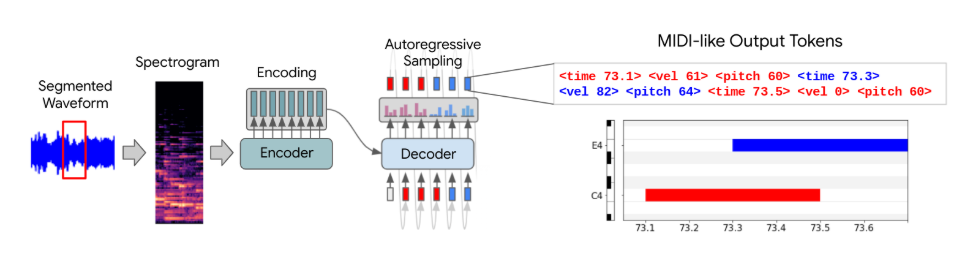 Segmented
Waveform
Spectrogram
Encoding
Encoder
Autoregressive
Sampling
Decoder
MIDI-like Output Tokens
<time 73.1> <vel 61> <pitch 60> <time 73.3>
<vel 82> <pitch 64> <time 73.5> <vel 0> <pitch 60>
E4
C4
73.1 73.2 73.3 73.4 73.5 73.6